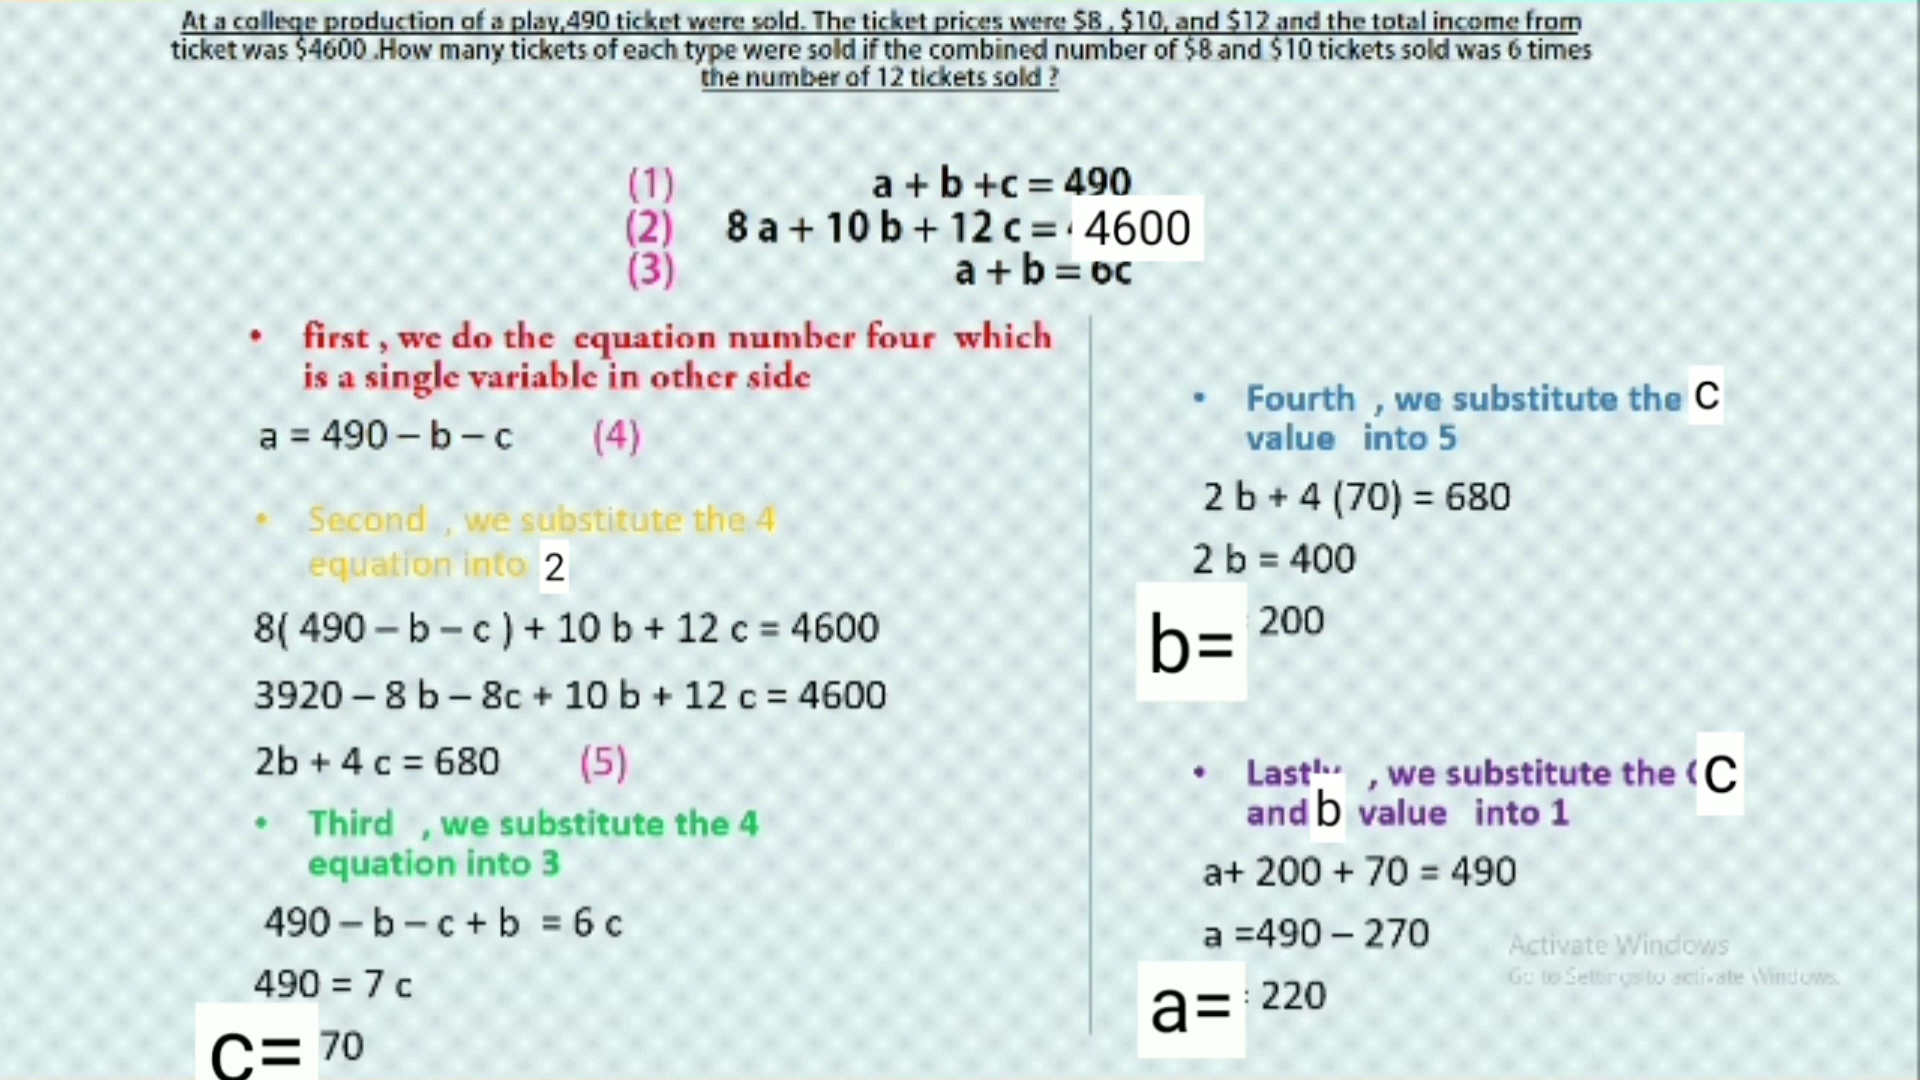 At a college production of a play,490 ticket were sold. The ticket prices were $8 , $10, and $12 and the total income from
ticket was $4600 .How many tickets of each type were sold if the combined number of $8 and $10 tickets sold was 6 times
the number of 12 tickets sold ?
(1) a + b +c = 490
(2) 8 a + 10 b + 12 c = 4600
(3) a + b = 6c
• first , we do the equation number four which
is a single variable in other side
a = 490 – b – c (4)
• Second , we substitute the 4
equation into 2
8( 490 – b – c ) + 10 b + 12 c = 4600
3920 – 8 b – 8c + 10 b + 12 c = 4600
2b + 4 c = 680 (5)
• Third , we substitute the 4
equation into 3
490 – b – c + b = 6 c
490 = 7 c
c= 70
• Fourth , we substitute the C
value into 5
2 b + 4 (70) = 680
2 b = 400
b= 200
• Lastly , we substitute the C
and b value into 1
a+ 200 + 70 = 490
a =490 – 270
a= 220
Activate Windows
Go to Settings to activate Windows.